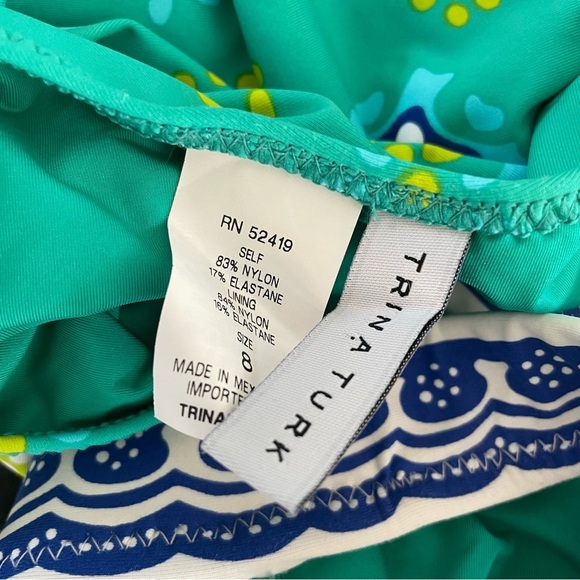 RN 52419
SELF
83% NYLON
17% ELASTANE
LINING
84% NYLON
16% ELASTANE
SIZE
8
MADE IN MEX
IMPORTE
TRINA
TRINA TURK